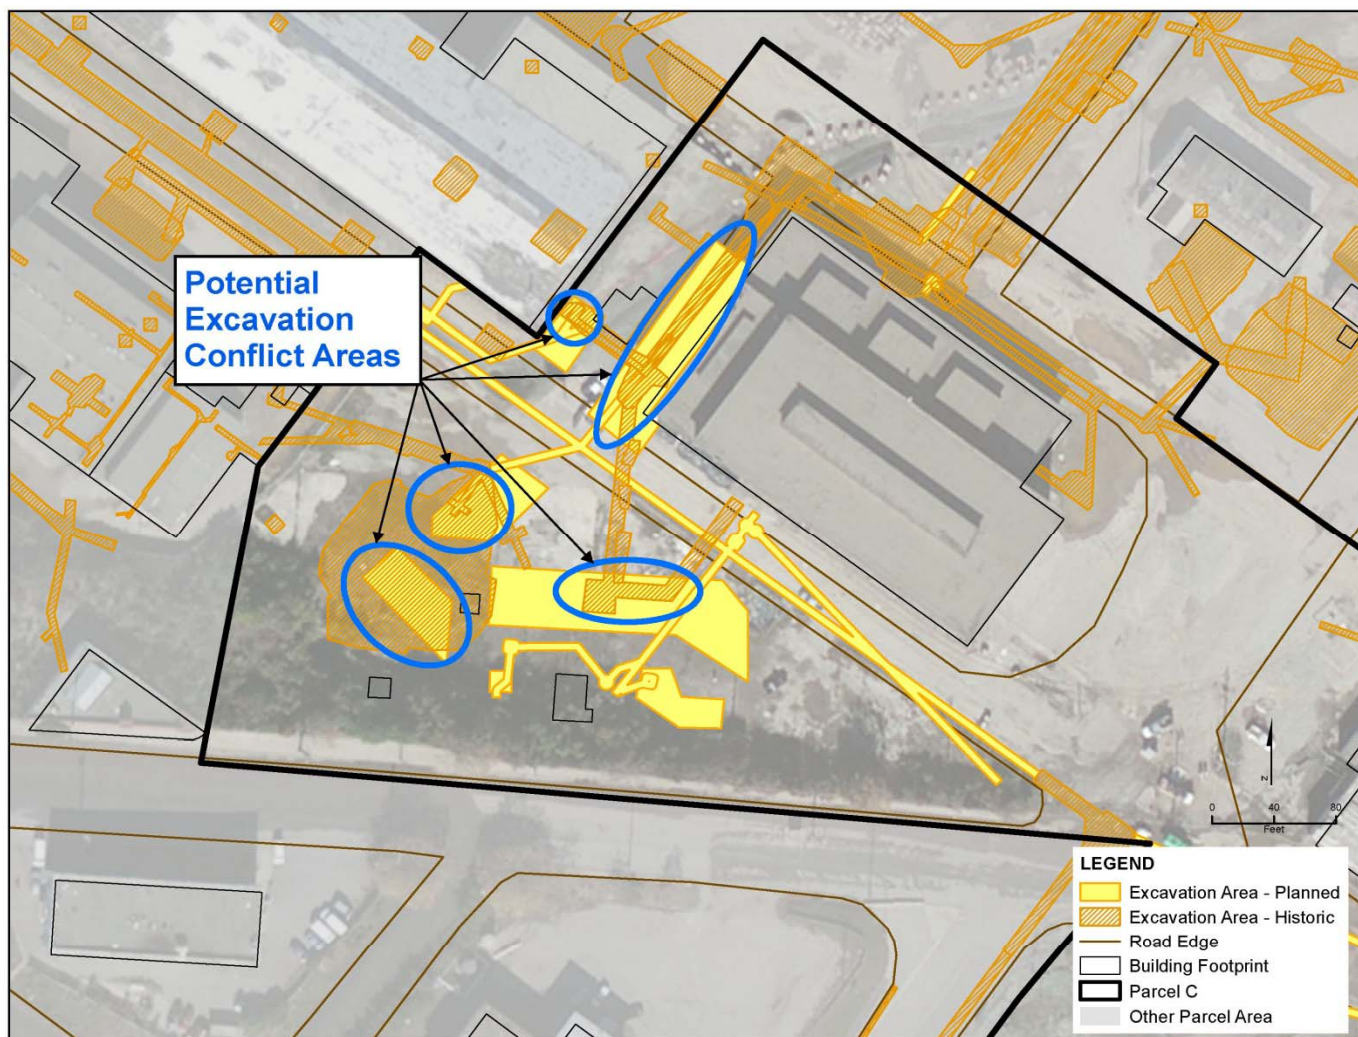 Potential
Excavation
Conflict Areas
N
0 40 80
Feet
LEGEND
Excavation Area - Planned
Excavation Area - Historic
Road Edge
Building Footprint
Parcel C
Other Parcel Area